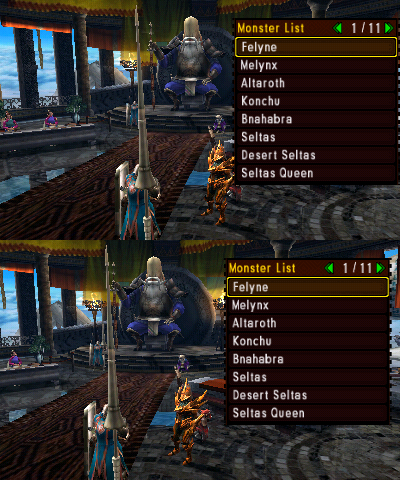 Monster List 1/11
Felyne
Melynx
Altaroth
Konchu
Bnahabra
Seltas
Desert Seltas
Seltas Queen
Monster List 1/11
Felyne
Melynx
Altaroth
Konchu
Bnahabra
Seltas
Desert Seltas
Seltas Queen